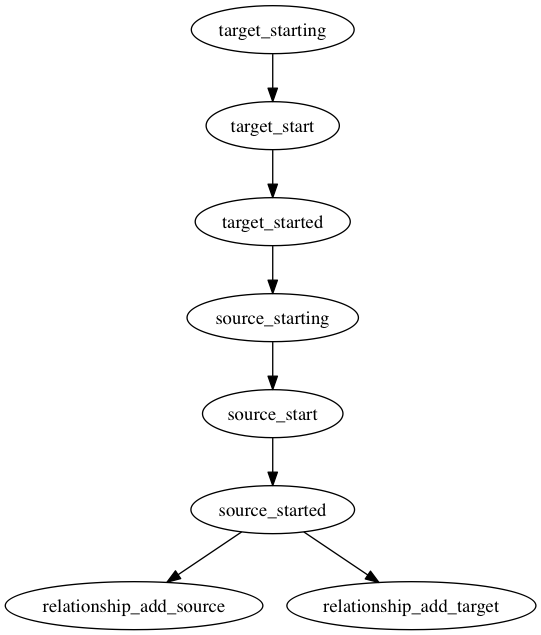 target_starting
target_start
target_started
source_starting
source_start
source_started
relationship_add_source
relationship_add_target